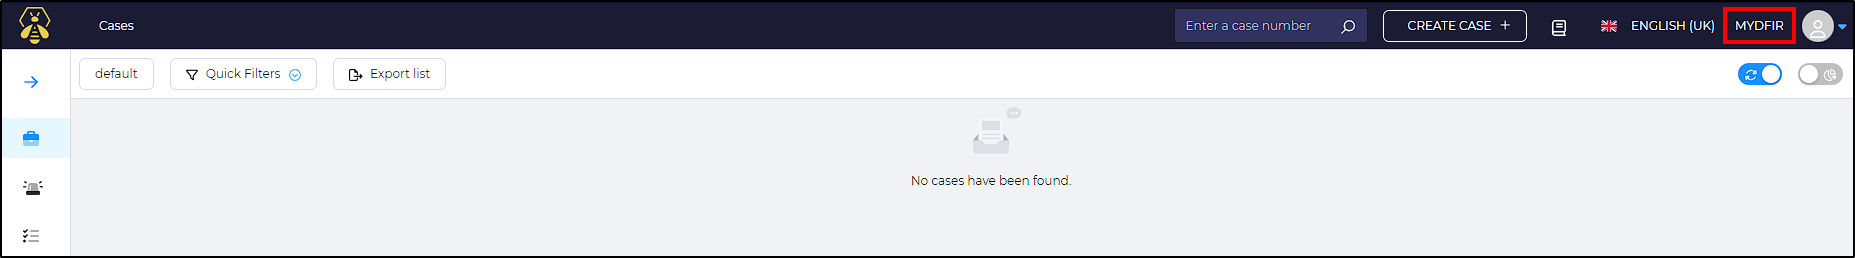 Cases
Enter a case number
CREATE CASE +
ENGLISH (UK)
MYDFIR
default
Quick Filters
Export list
No cases have been found.